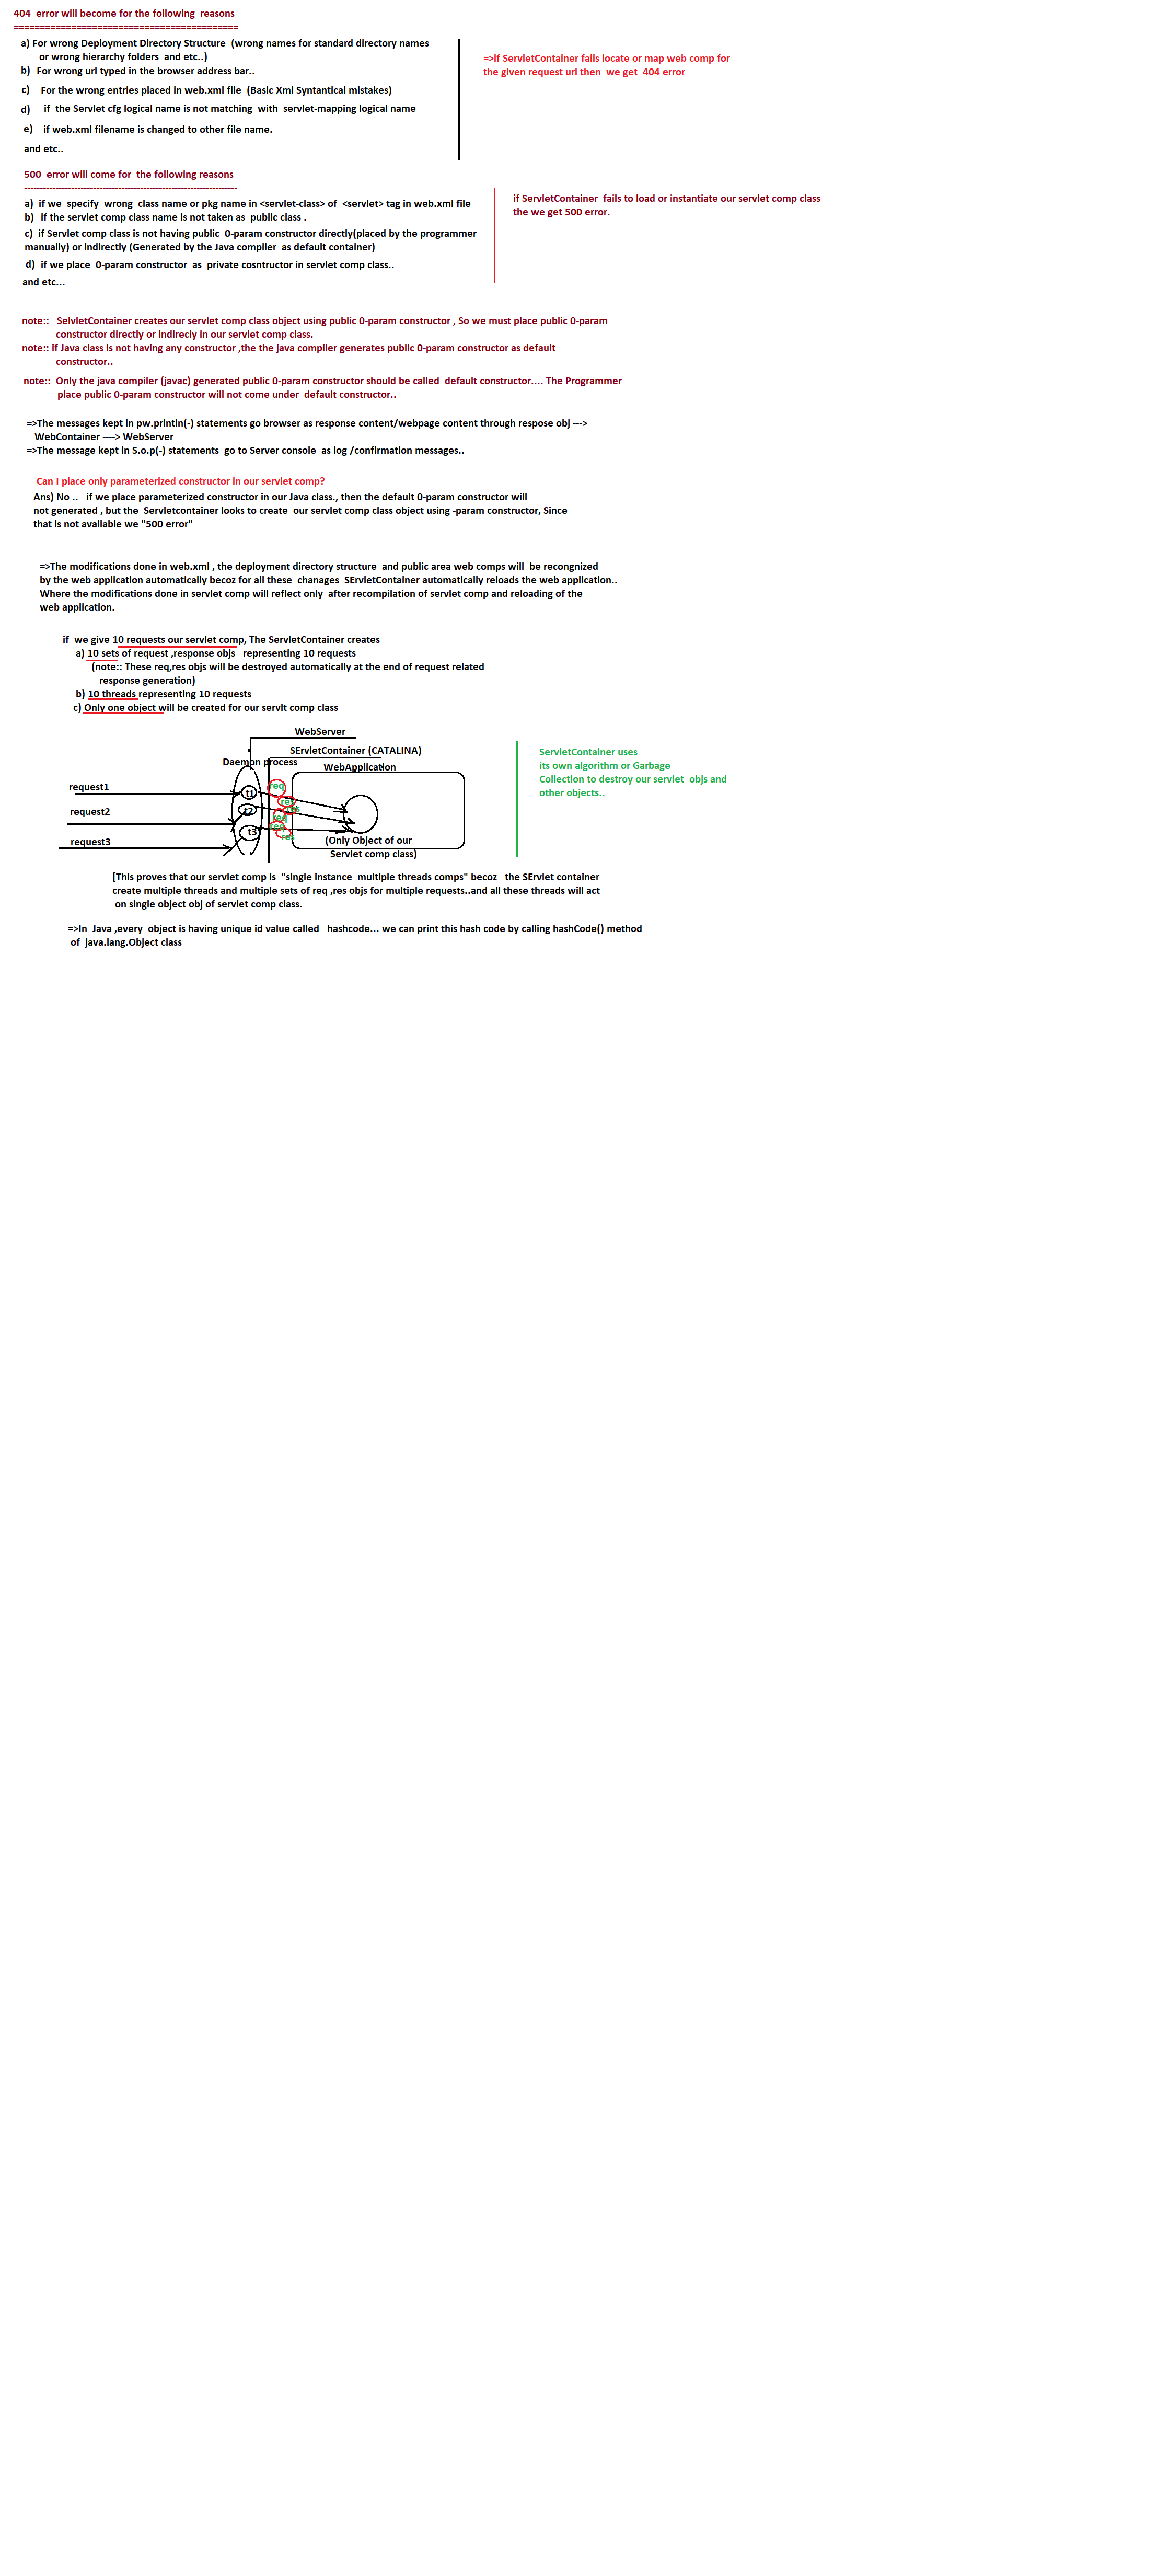 404  error will become for the following  reasons
===========================================
a) For wrong Deployment Directory Structure  (wrong names for standard directory names
or wrong hierarchy folders  and etc..)
b)  For wrong url typed in the browser address bar..
c)  For the wrong entries placed in web.xml file  (Basic Xml Syntantical mistakes)
d)  if  the Servlet cfg logical name is not matching  with  servlet-mapping logical name
e)  if web.xml filename is changed to other file name.
and etc..
=>if ServletContainer fails locate or map web comp for
the given request url then  we get  404 error
500  error will come for  the following reasons
--------------------------------------------------------------------
a)  if we  specify  wrong  class name or pkg name in <servlet-class> of  <servlet> tag in web.xml file
b)  if the servlet comp class name is not taken as  public class .
c)  if Servlet comp class is not having public  0-param constructor directly(placed by the programmer
manually) or indirectly (Generated by the Java compiler  as default container)
d)  if we place  0-param constructor  as  private cosntructor in servlet comp class..
and etc...
if ServletContainer  fails to load or instantiate our servlet comp class
the we get 500 error.
note::   SelvletContainer creates our servlet comp class object using public 0-param constructor , So we must place public 0-param
constructor directly or indirecly in our servlet comp class.
note:: if Java class is not having any constructor ,the the java compiler generates public 0-param constructor as default
constructor..
note::  Only the java compiler (javac) generated public 0-param constructor should be called  default constructor.... The Programmer
place public 0-param constructor will not come under  default constructor..
=>The messages kept in pw.println(-) statements go browser as response content/webpage content through respose obj --->
WebContainer ----> WebServer
=>The message kept in S.o.p(-) statements  go to Server console  as log /confirmation messages..
Can I place only parameterized constructor in our servlet comp?
Ans) No ..   if we place parameterized constructor in our Java class., then the default 0-param constructor will
not generated , but the  Servletcontainer looks to create  our servlet comp class object using -param constructor, Since
that is not available we "500 error"
=>The modifications done in web.xml , the deployment directory structure  and public area web comps will  be recongnized
by the web application automatically becoz for all these  chanages  SErvletContainer automatically reloads the web application..
Where the modifications done in servlet comp will reflect only  after recompilation of servlet comp and reloading of the
web application.
if  we give 10 requests our servlet comp, The ServletContainer creates
a) 10 sets of request ,response objs   representing 10 requests
(note:: These req,res objs will be destroyed automatically at the end of request related
response generation)
b) 10 threads representing 10 requests
c) Only one object will be created for our servlt comp class
WebServer
SErvletContainer (CATALINA)
Daemon process
WebApplication
request1
t1
req
res
request2
t2
req
res
request3
t3
req
res
(Only Object of our
Servlet comp class)
ServletContainer uses
its own algorithm or Garbage
Collection to destroy our servlet  objs and
other objects..
[This proves that our servlet comp is  "single instance  multiple threads comps" becoz   the SErvlet container
create multiple threads and multiple sets of req ,res objs for multiple requests..and all these threads will act
on single object obj of servlet comp class.
=>In  Java ,every  object is having unique id value called   hashcode... we can print this hash code by calling hashCode() method
of  java.lang.Object class